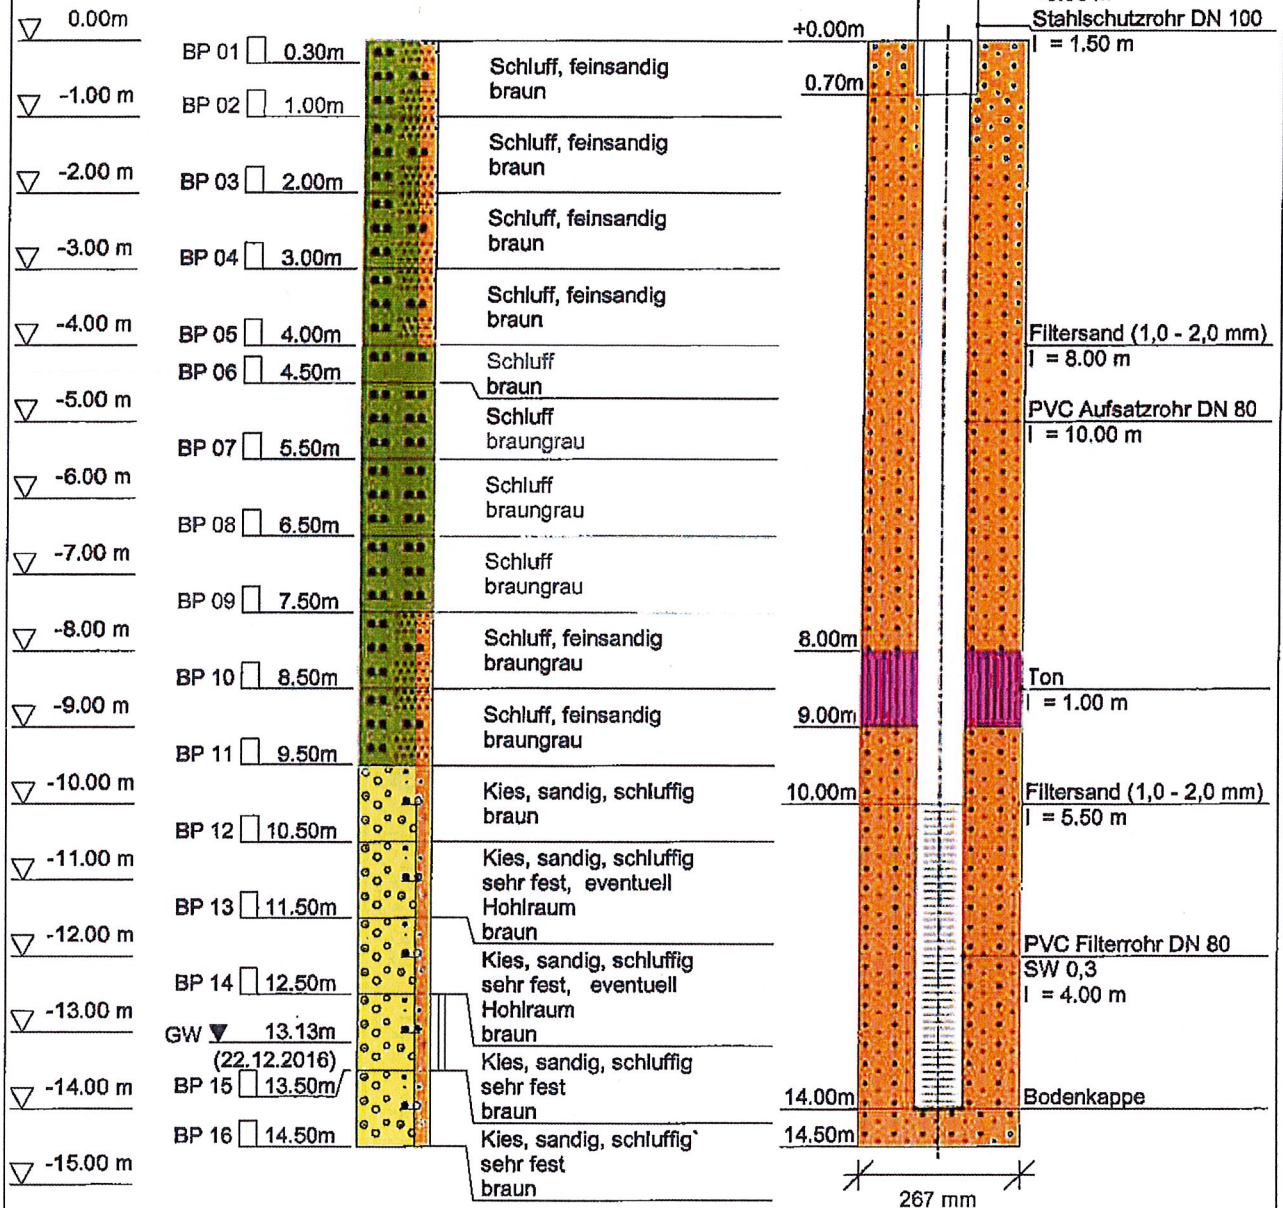 0.00m
-1.00 m
-2.00 m
-3.00 m
-4.00 m
-5.00 m
-6.00 m
-7.00 m
-8.00 m
-9.00 m
-10.00 m
-11.00 m
-12.00 m
-13.00 m
-14.00 m
-15.00 m
BP 01 0.30m
BP 02 1.00m
BP 03 2.00m
BP 04 3.00m
BP 05 4.00m
BP 06 4.50m
BP 07 5.50m
BP 08 6.50m
BP 09 7.50m
BP 10 8.50m
BP 11 9.50m
BP 12 10.50m
BP 13 11.50m
BP 14 12.50m
GW 13.13m
(22.12.2016)
BP 15 13.50m
BP 16 14.50m
Schluff, feinsandig
braun
Schluff, feinsandig
braun
Schluff, feinsandig
braun
Schluff, feinsandig
braun
Schluff
braun
Schluff
braungrau
Schluff
braungrau
Schluff
braungrau
Schluff, feinsandig
braungrau
Schluff, feinsandig
braungrau
Kies, sandig, schluffig
braun
Kies, sandig, schluffig
sehr fest, eventuell
Hohlraum
braun
Kies, sandig, schluffig
sehr fest, eventuell
Hohlraum
braun
Kies, sandig, schluffig
sehr fest
braun
Kies, sandig, schluffig
sehr fest
braun
+0.00m
0.70m
8.00m
9.00m
10.00m
14.00m
14.50m
Stahlschutzrohr DN 100
l = 1.50 m
Filtersand (1,0 - 2,0 mm)
l = 8.00 m
PVC Aufsatzrohr DN 80
l = 10.00 m
Ton
l = 1.00 m
Filtersand (1,0 - 2,0 mm)
l = 5.50 m
PVC Filterrohr DN 80
SW 0,3
l = 4.00 m
Bodenkappe
267 mm